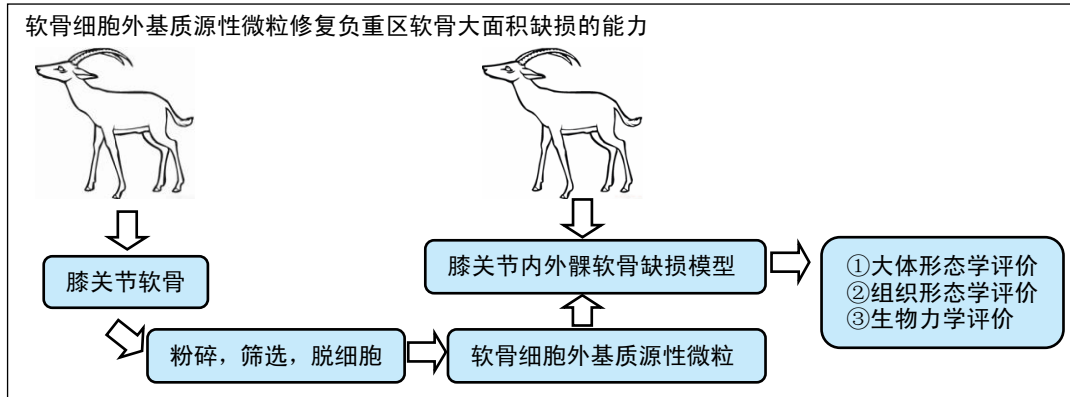 软骨细胞外基质源性微粒修复负重区软骨大面积缺损的能力
膝关节软骨
膝关节内外髁软骨缺损模型
①大体形态学评价
②组织形态学评价
③生物力学评价
粉碎，筛选，脱细胞
软骨细胞外基质源性微粒